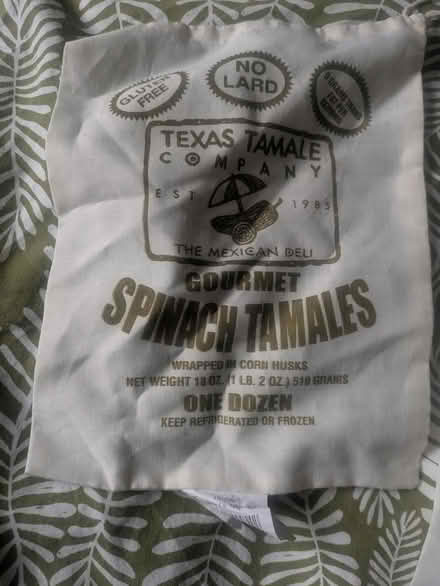 GLUTEN
FREE
NO
LARD
TEXAS TAMALE
COMPANY
EST 1985
THE MEXICAN DELI
GOURMET
SPINACH TAMALES
WRAPPED IN CORN HUSKS
NET WEIGHT 18 OZ. (1 LB. 2 OZ.) 510 GRAMS
ONE DOZEN
KEEP REFRIGERATED OR FROZEN